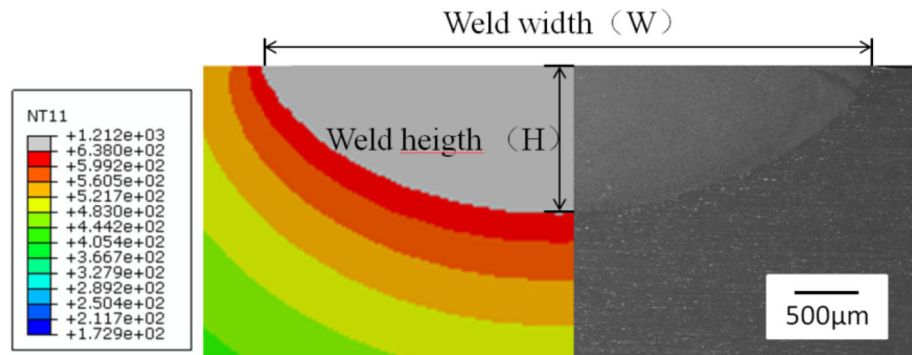 Weld width（W）
Weld heigth（H）
NT11
+1.212e+03
+6.380e+02
+5.992e+02
+5.605e+02
+5.217e+02
+4.830e+02
+4.442e+02
+4.054e+02
+3.667e+02
+3.279e+02
+2.892e+02
+2.504e+02
+2.117e+02
+1.729e+02
500μm